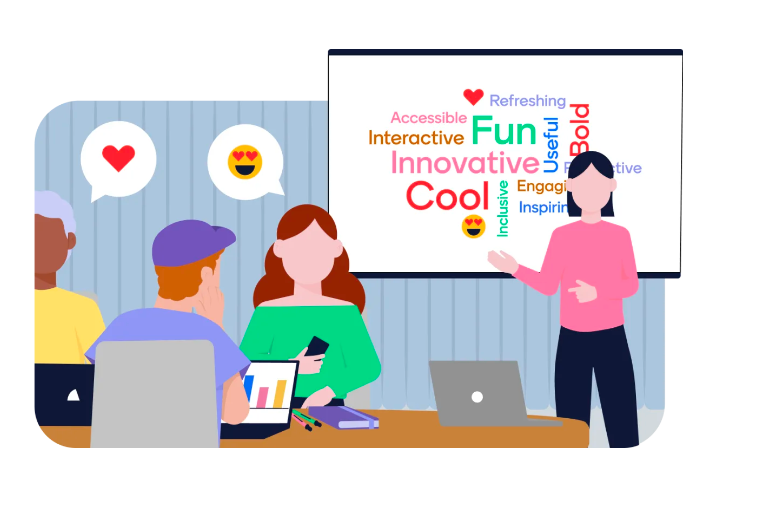 Refreshing
Accessible
Bold
Fun
Useful
Interactive
Innovative
Cool
Inclusive